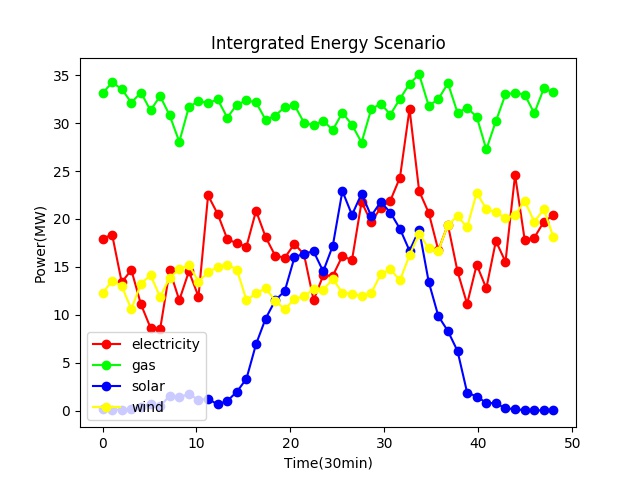 Intergrated Energy Scenario
Power(MW)
35
30
25
20
15
10
5
0
electricity
gas
solar
wind
0 10 20 30 40 50
Time(30min)